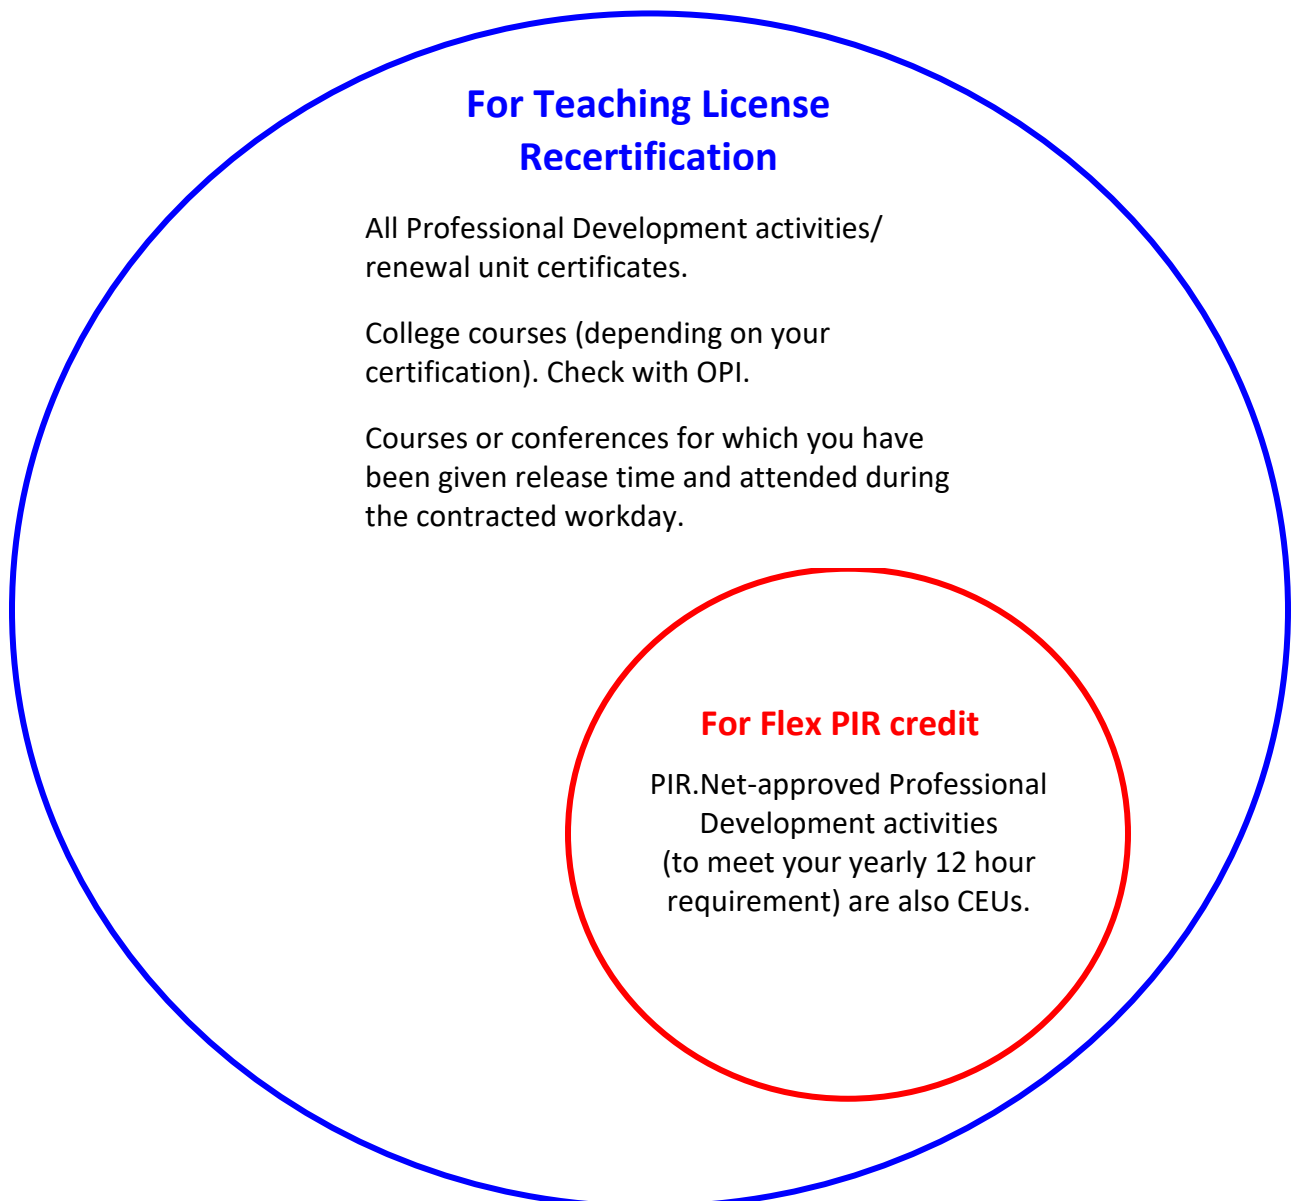 For Teaching License
Recertification
All Professional Development activities/
renewal unit certificates.
College courses (depending on your
certification). Check with OPI.
Courses or conferences for which you have
been given release time and attended during
the contracted workday.
For Flex PIR credit
PIR.Net-approved Professional
Development activities
(to meet your yearly 12 hour
requirement) are also CEUs.